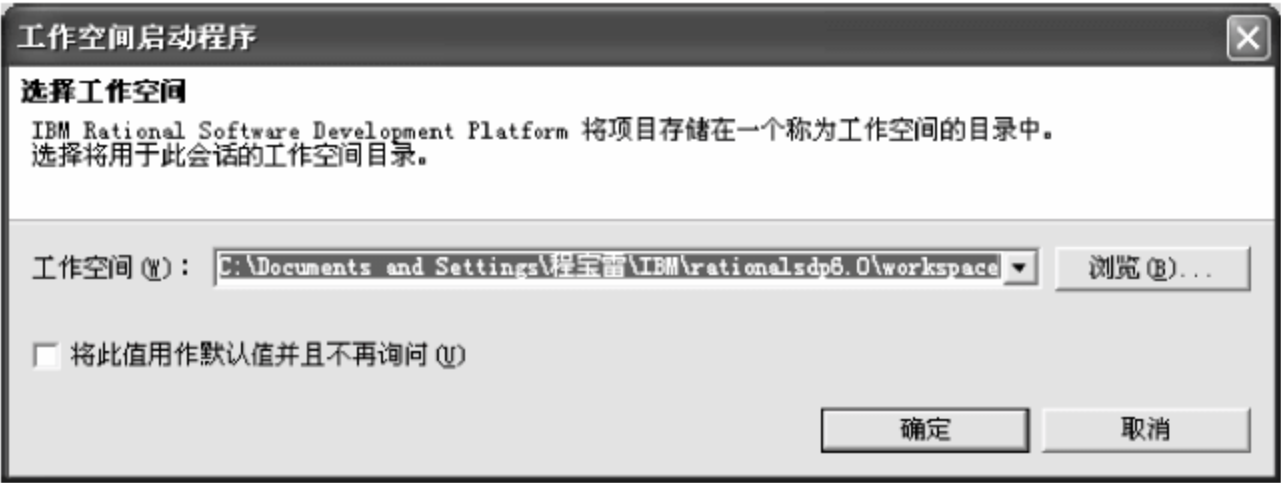 工作空间启动程序
选择工作空间
IBM Rational Software Development Platform 将项目存储在一个称为工作空间的目录中。
选择将用于此会话的工作空间目录。
工作空间(W)： C:\Documents and Settings\程宝雷\IBM\rationalsdp6.0\workspace 浏览(B)...
将此值用作默认值并且不再询问(U)
确定 取消